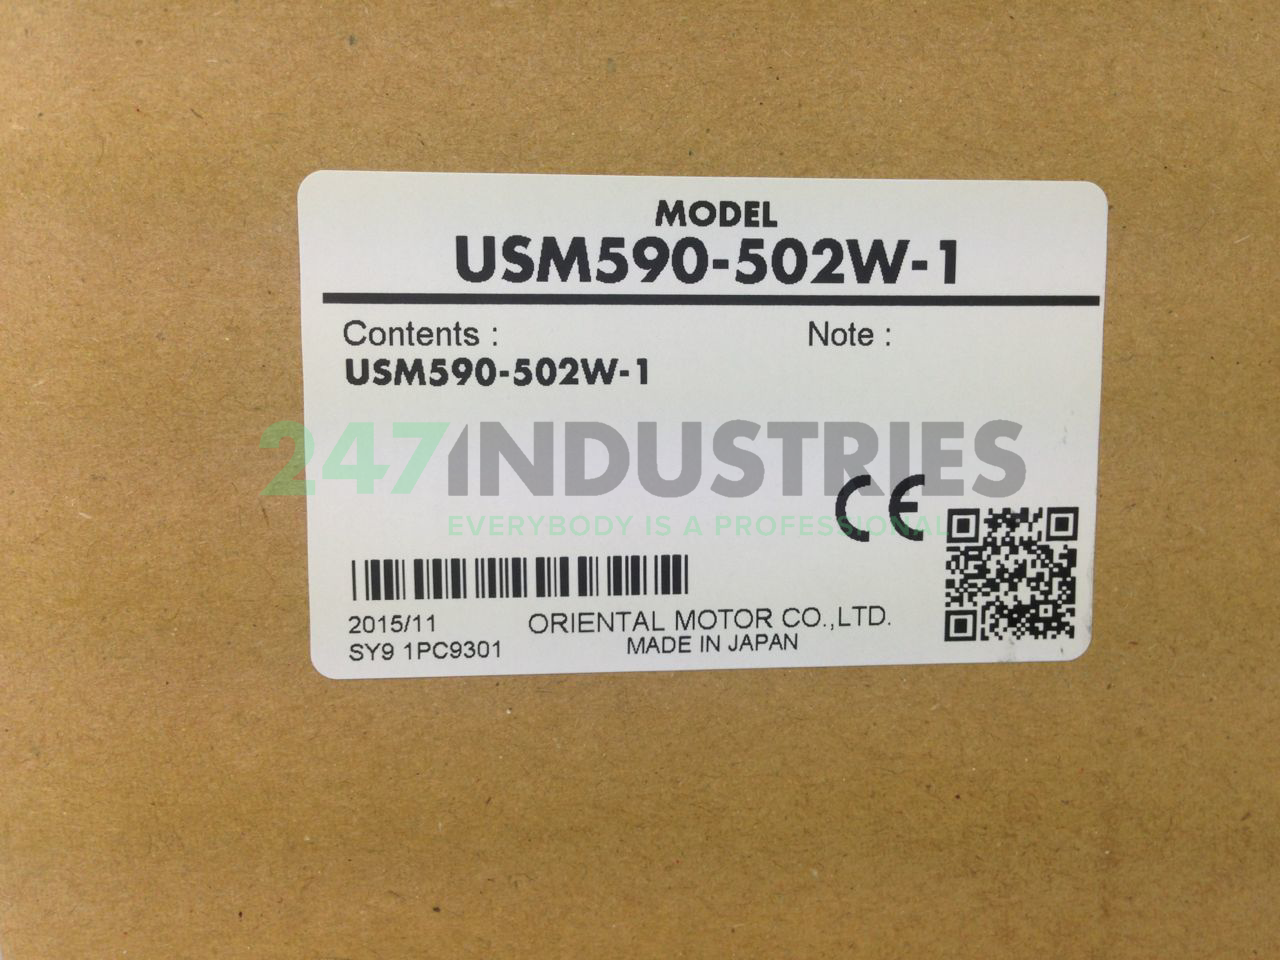 MODEL
USM590-502W-1
Contents :
Note :
USM590-502W-1
247INDUSTRIES
EVERYBODY IS A PROFESSIONAL
CE
2015/11
SY9 1PC9301
ORIENTAL MOTOR CO.,LTD.
MADE IN JAPAN